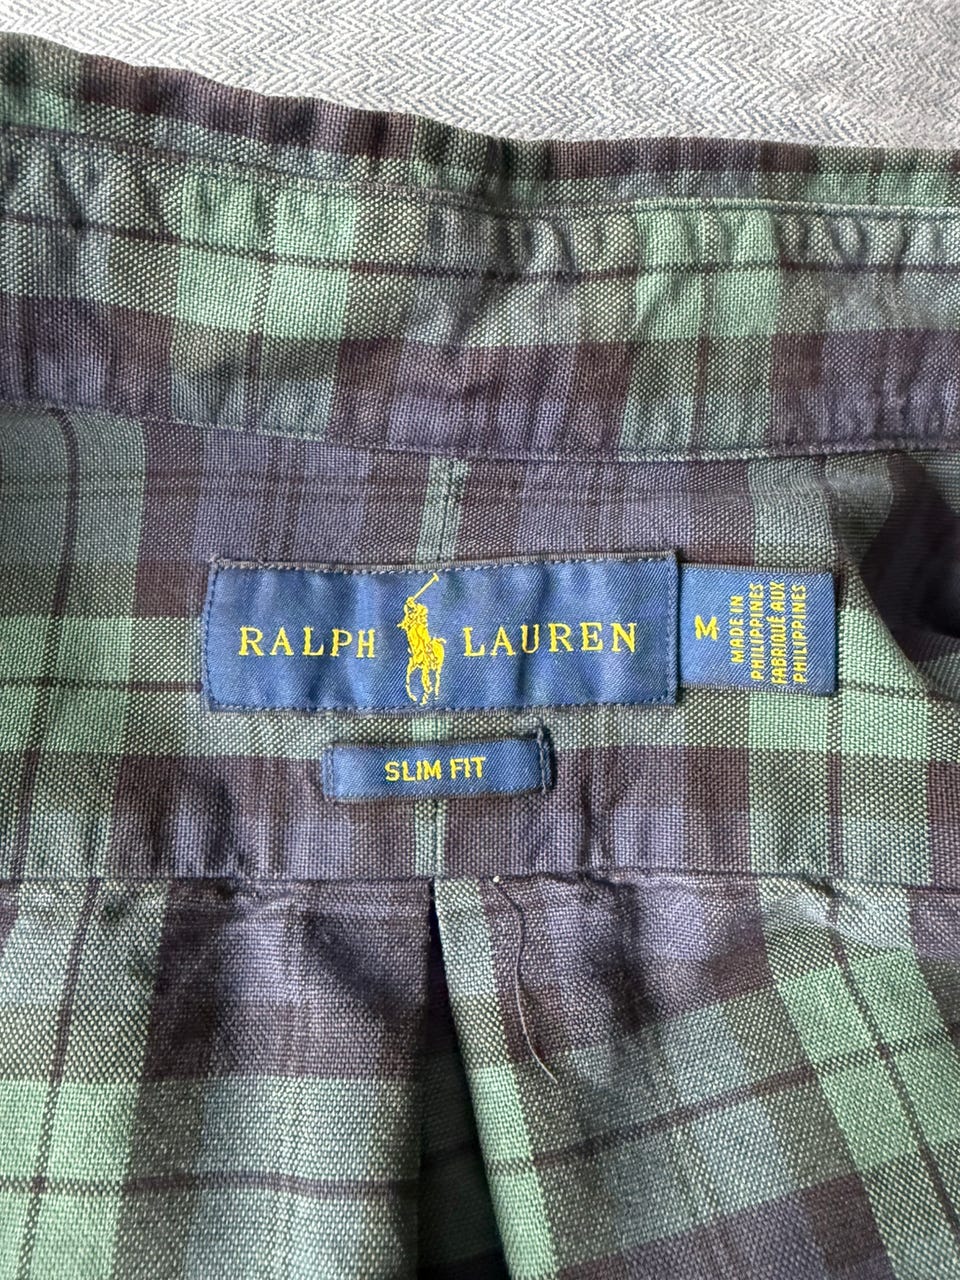 RALPH LAUREN
M
MADE IN
PHILIPPINES
FABRIQUÉ AUX
PHILIPPINES
SLIM FIT